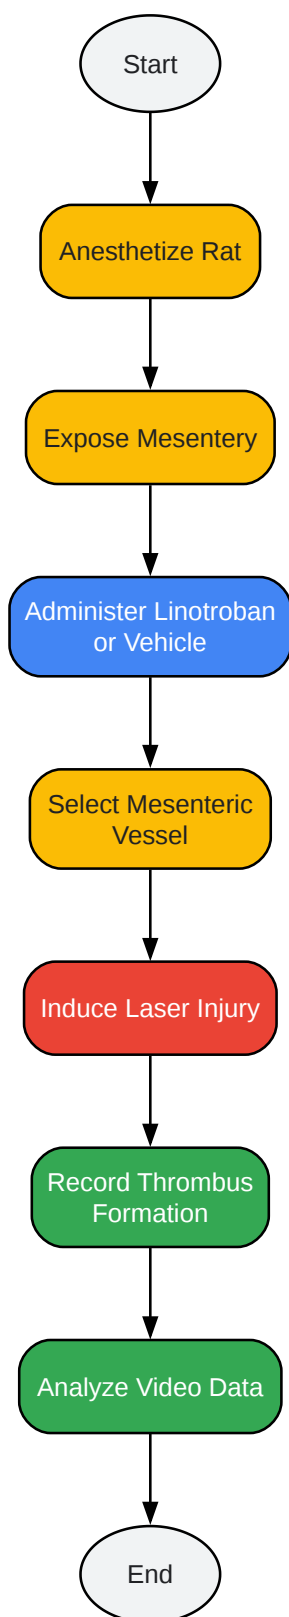 Start
Anesthetize Rat
Expose Mesentery
Administer Linotroban
or Vehicle
Select Mesenteric
Vessel
Induce Laser Injury
Record Thrombus
Formation
Analyze Video Data
End